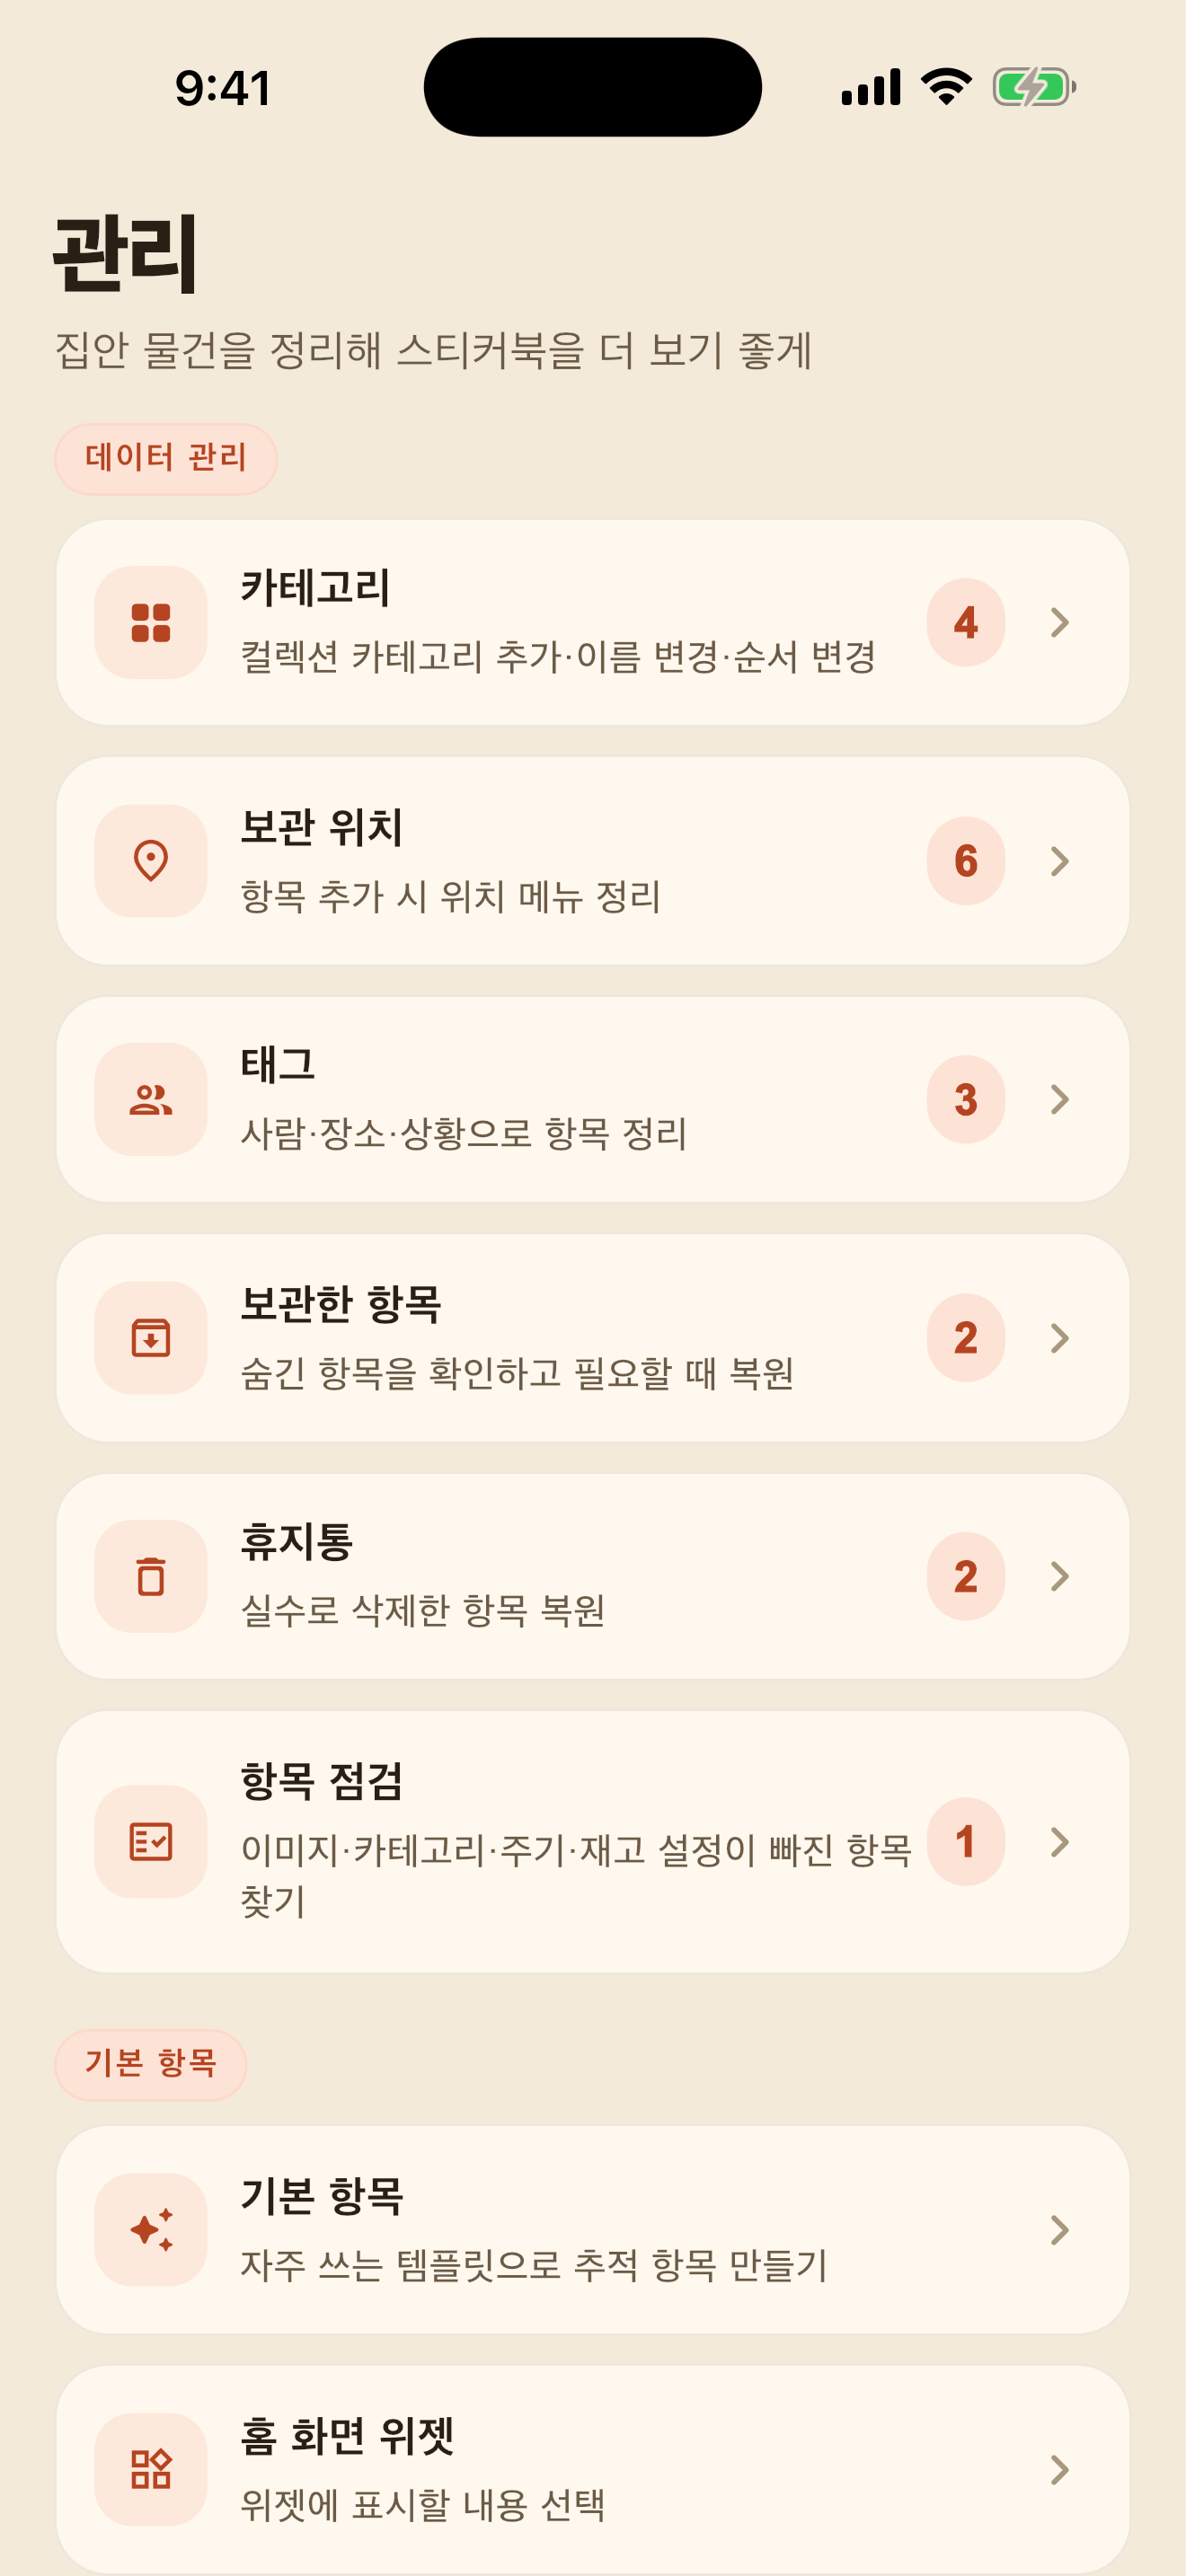 9:41
관리
집안 물건을 정리해 스티커북을 더 보기 좋게
데이터 관리
카테고리
컬렉션 카테고리 추가·이름 변경·순서 변경
4
보관 위치
항목 추가 시 위치 메뉴 정리
6
태그
사람·장소·상황으로 항목 정리
3
보관한 항목
숨긴 항목을 확인하고 필요할 때 복원
2
휴지통
실수로 삭제한 항목 복원
2
항목 점검
이미지·카테고리·주기·재고 설정이 빠진 항목
찾기
1
기본 항목
기본 항목
자주 쓰는 템플릿으로 추적 항목 만들기
홈 화면 위젯
위젯에 표시할 내용 선택